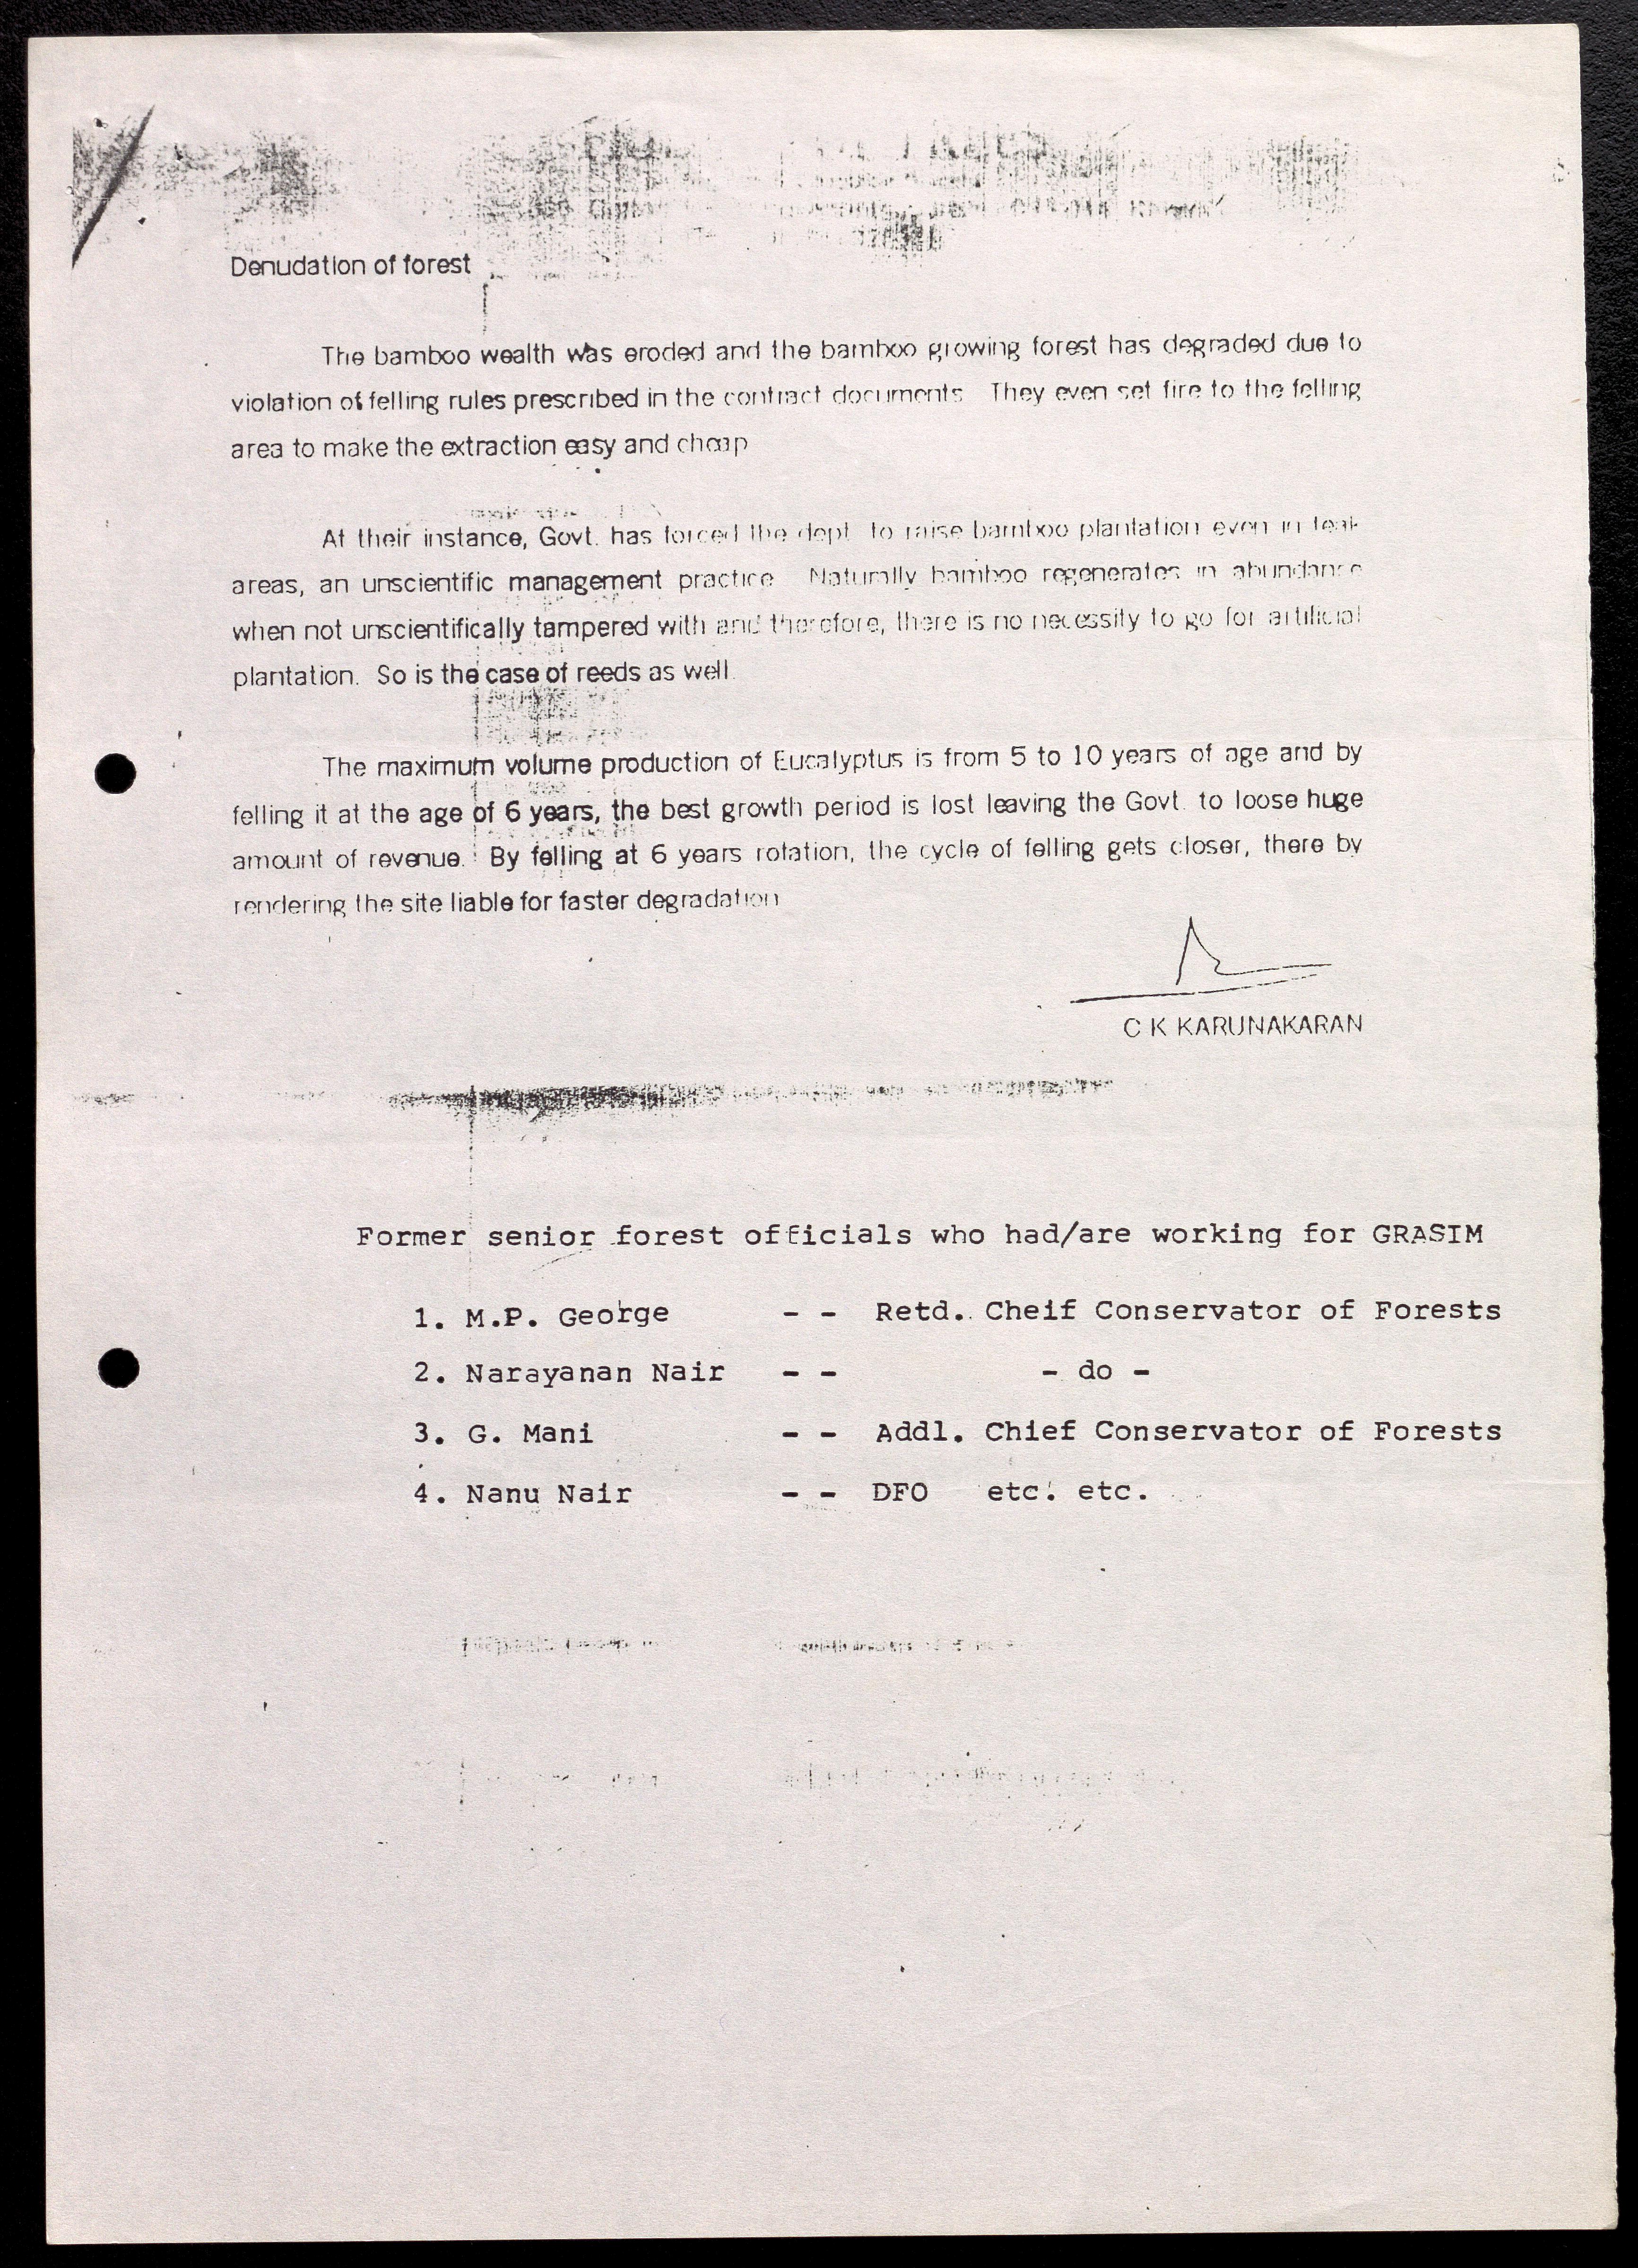 Denudation of forest
The bamboo wealth was eroded and the bamboo growing forest has degraded due to
violation of felling rules prescribed in the contract documents They even set fire to the felling
area to make the extraction easy and cheap
At their instance, Govt. has forced the dept. to raise bamboo plantation even in teak
areas, an unscientific management practice Naturally bamboo regenerates in abundance
when not unscientifically tampered with and therefore, there is no necessity to go for artificial
plantation. So is the case of reeds as well.
The maximum volume production of Eucalyptus is from 5 to 10 years of age and by
felling it at the age of 6 years, the best growth period is lost leaving the Govt. to loose huge
amount of revenue. By felling at 6 years rotation, the cycle of felling gets closer, there by
rendering the site liable for faster degradation
C K KARUNAKARAN
Former senior forest officials who had/are working for GRASIM
1. M.P. George - - Retd. Cheif Conservator of Forests
2. Narayanan Nair - - - do -
3. G. Mani - - Addl. Chief Conservator of Forests
4. Nanu Nair - - DFO etc. etc.